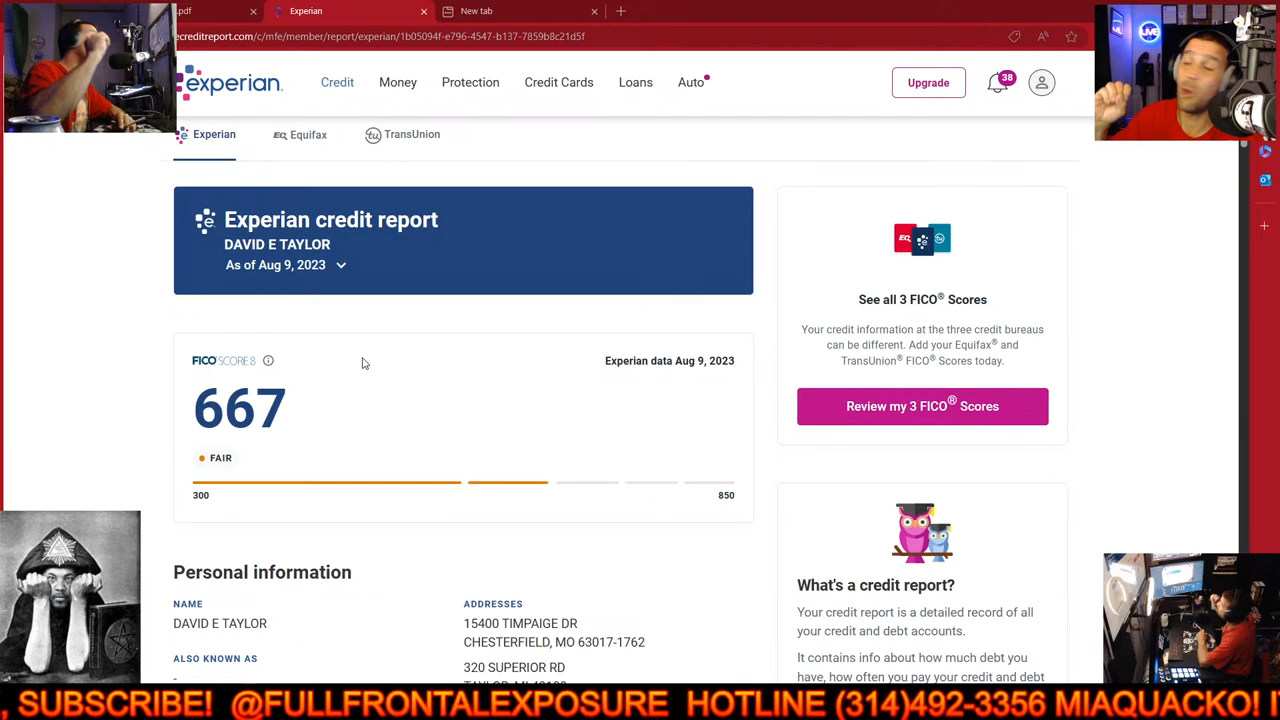 .pdf
Experian
New tab
ecreditreport.com/c/mfe/member/report/experian/1b05094f-e796-4547-b137-7859b8c21d5f
experian.
Credit
Money
Protection
Credit Cards
Loans
Auto
Upgrade
38
Experian
EQ Equifax
tu TransUnion
Experian credit report
DAVID E TAYLOR
As of Aug 9, 2023
FICO SCORE 8
Experian data Aug 9, 2023
667
FAIR
300
850
Personal information
NAME
DAVID E TAYLOR
ALSO KNOWN AS
-
ADDRESSES
15400 TIMPAIGE DR
CHESTERFIELD, MO 63017-1762
320 SUPERIOR RD
See all 3 FICO® Scores
Your credit information at the three credit bureaus
can be different. Add your Equifax® and
TransUnion® FICO® Scores today.
Review my 3 FICO® Scores
What's a credit report?
Your credit report is a detailed record of all
your credit and debt accounts.
It contains info about how much debt you
have, how often you pay your credit and debt
LIVE
, SUBSCRIBE! @FULLFRONTALEXPOSURE HOTLINE (314)492-3356 MIAQUACKO!